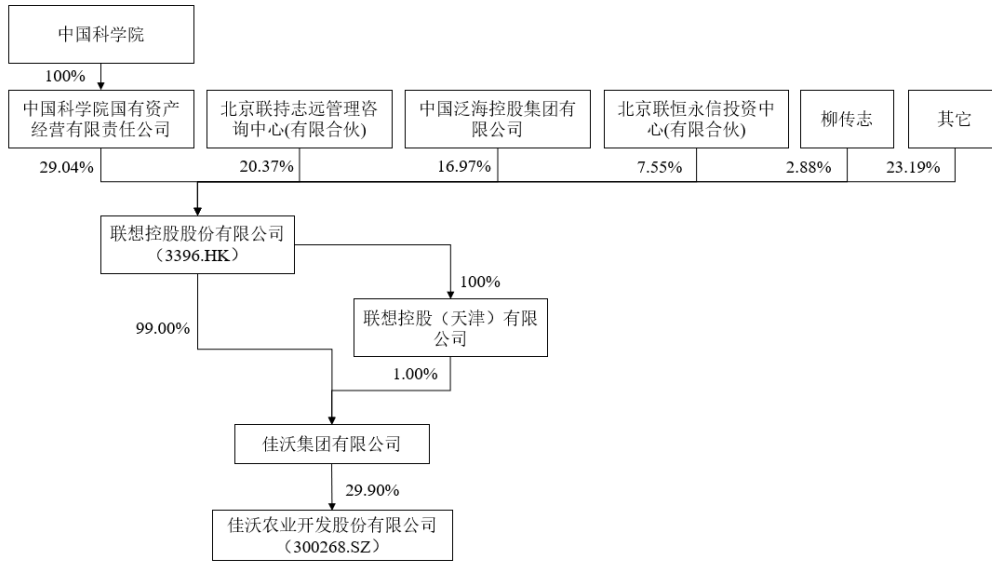 中国科学院
100%
中国科学院国有资产
经营有限责任公司
北京联持志远管理咨
询中心(有限合伙)
中国泛海控股集团有
限公司
北京联恒永信投资中
心(有限合伙)
柳传志
其它
29.04%
20.37%
16.97%
7.55%
2.88%
23.19%
联想控股股份有限公司
（3396.HK）
100%
99.00%
联想控股（天津）有限
公司
1.00%
佳沃集团有限公司
29.90%
佳沃农业开发股份有限公司
（300268.SZ）